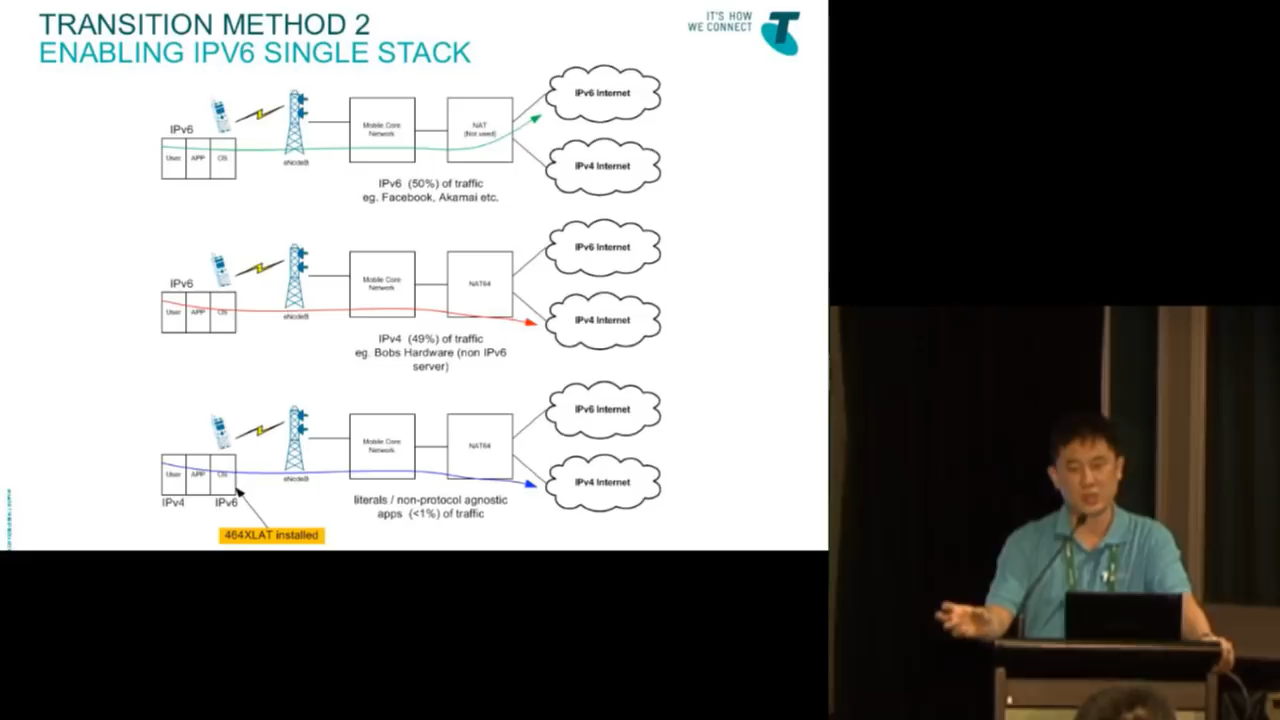 TRANSITION METHOD 2
ENABLING IPV6 SINGLE STACK
IT'S HOW
WE CONNECT
T
IPv6
User APP OS
eNodeB
Mobile Core
Network
NAT
(Not used)
IPv6 Internet
IPv4 Internet
IPv6 (50%) of traffic
eg. Facebook, Akamai etc.
IPv6
User APP OS
eNodeB
Mobile Core
Network
NAT64
IPv6 Internet
IPv4 Internet
IPv4 (49%) of traffic
eg. Bobs Hardware (non IPv6
server)
User APP OS
IPv4 IPv6
eNodeB
Mobile Core
Network
NAT64
IPv6 Internet
IPv4 Internet
literals / non-protocol agnostic
apps (<1%) of traffic
464XLAT installed